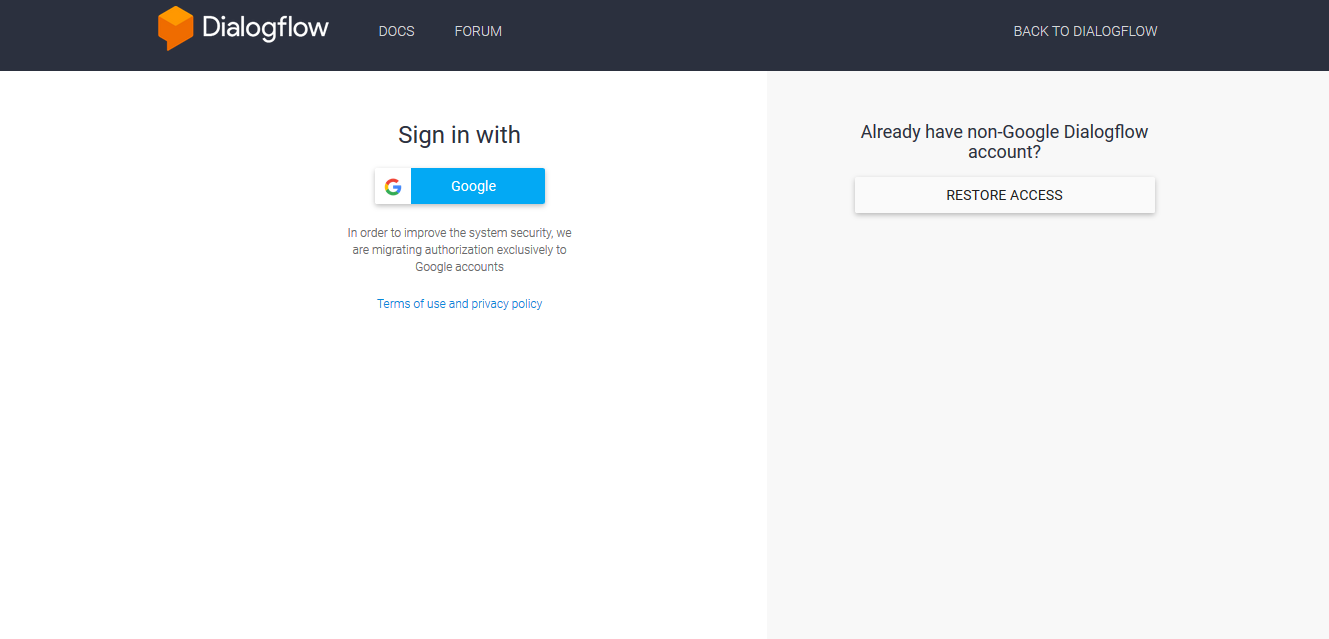 Dialogflow
DOCS
FORUM
BACK TO DIALOGFLOW
Sign in with
Google
In order to improve the system security, we
are migrating authorization exclusively to
Google accounts
Terms of use and privacy policy
Already have non-Google Dialogflow
account?
RESTORE ACCESS